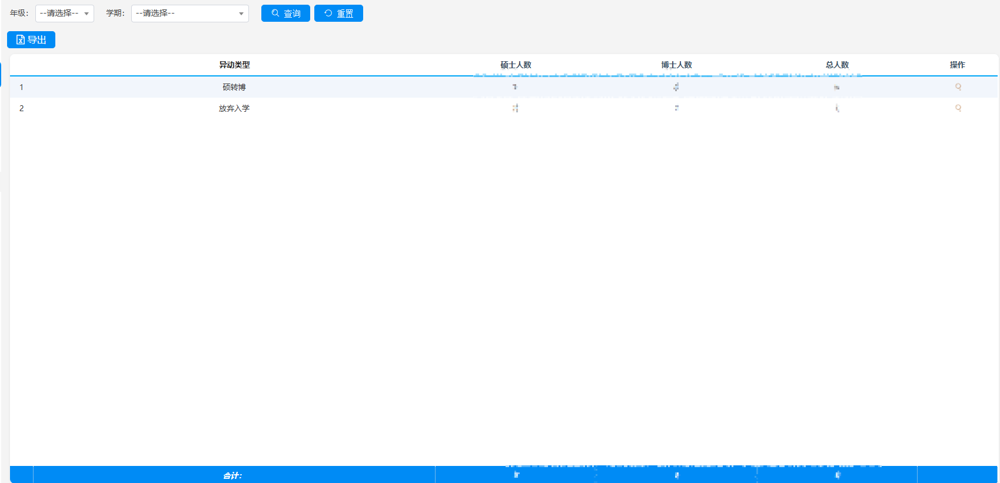 年级： --请选择-- 学期： --请选择-- 查询 重置
导出
异动类型 硕士人数 博士人数 总人数 操作
1 硕转博
2 放弃入学
合计：